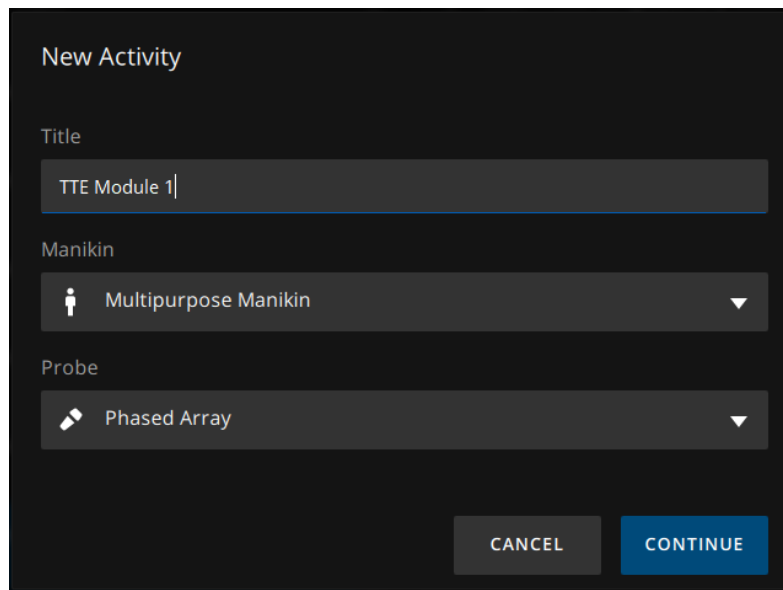 New Activity
Title
TTE Module 1
Manikin
Multipurpose Manikin
Probe
Phased Array
CANCEL
CONTINUE